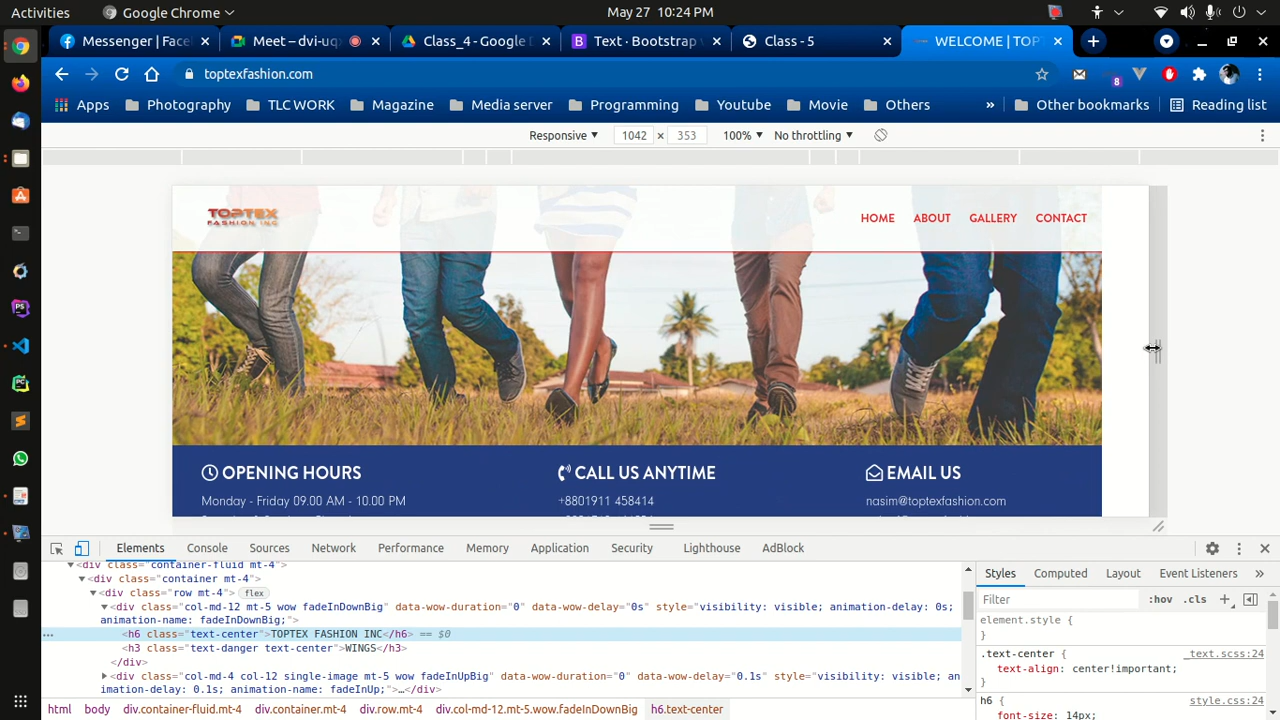 Activities Google Chrome May 27 10:24 PM
Messenger | Face Meet – dvi-uqx Class_4 - Google D Text · Bootstrap v Class - 5 WELCOME | TOPT
toptexfashion.com 8
Apps Photography TLC WORK Magazine Media server Programming Youtube Movie Others » Other bookmarks Reading list
Responsive 1042 × 353 100% No throttling
TOPTEX
FASHION INC
HOME ABOUT GALLERY CONTACT
OPENING HOURS CALL US ANYTIME EMAIL US
Monday - Friday 09.00 AM - 10.00 PM +8801911 458414 nasim@toptexfashion.com
Elements Console Sources Network Performance Memory Application Security Lighthouse AdBlock
<div class="container-fluid mt-4">
<div class="container mt-4">
<div class="row mt-4"> flex
<div class="col-md-12 mt-5 wow fadeInDownBig" data-wow-duration="0" data-wow-delay="0s" style="visibility: visible; animation-delay: 0s;
animation-name: fadeInDownBig;">
<h6 class="text-center">TOPTEX FASHION INC</h6> == $0
<h3 class="text-danger text-center">WINGS</h3>
</div>
<div class="col-md-4 col-12 single-image mt-5 wow fadeInUpBig" data-wow-duration="0" data-wow-delay="0.1s" style="visibility: visible; an
imation-delay: 0.1s; animation-name: fadeInUp;">…</div>
html body div.container-fluid.mt-4 div.container.mt-4 div.row.mt-4 div.col-md-12.mt-5.wow.fadeInDownBig h6.text-center
Styles Computed Layout Event Listeners »
Filter :hov .cls +
element.style {
}
.text-center { _text.scss:24
text-align: center!important;
}
h6 { style.css:24
font-size: 14px;